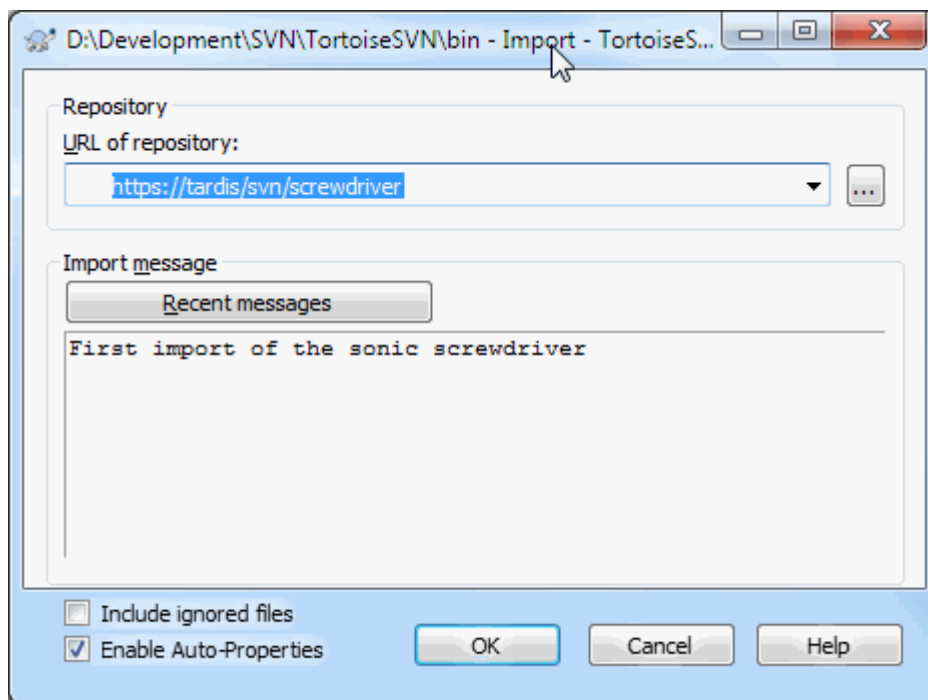 D:\Development\SVN\TortoiseSVN\bin - Import - TortoiseS...
Repository
URL of repository:
https://tardis/svn/screwdriver
...
Import message
Recent messages
First import of the sonic screwdriver
Include ignored files
Enable Auto-Properties
OK
Cancel
Help